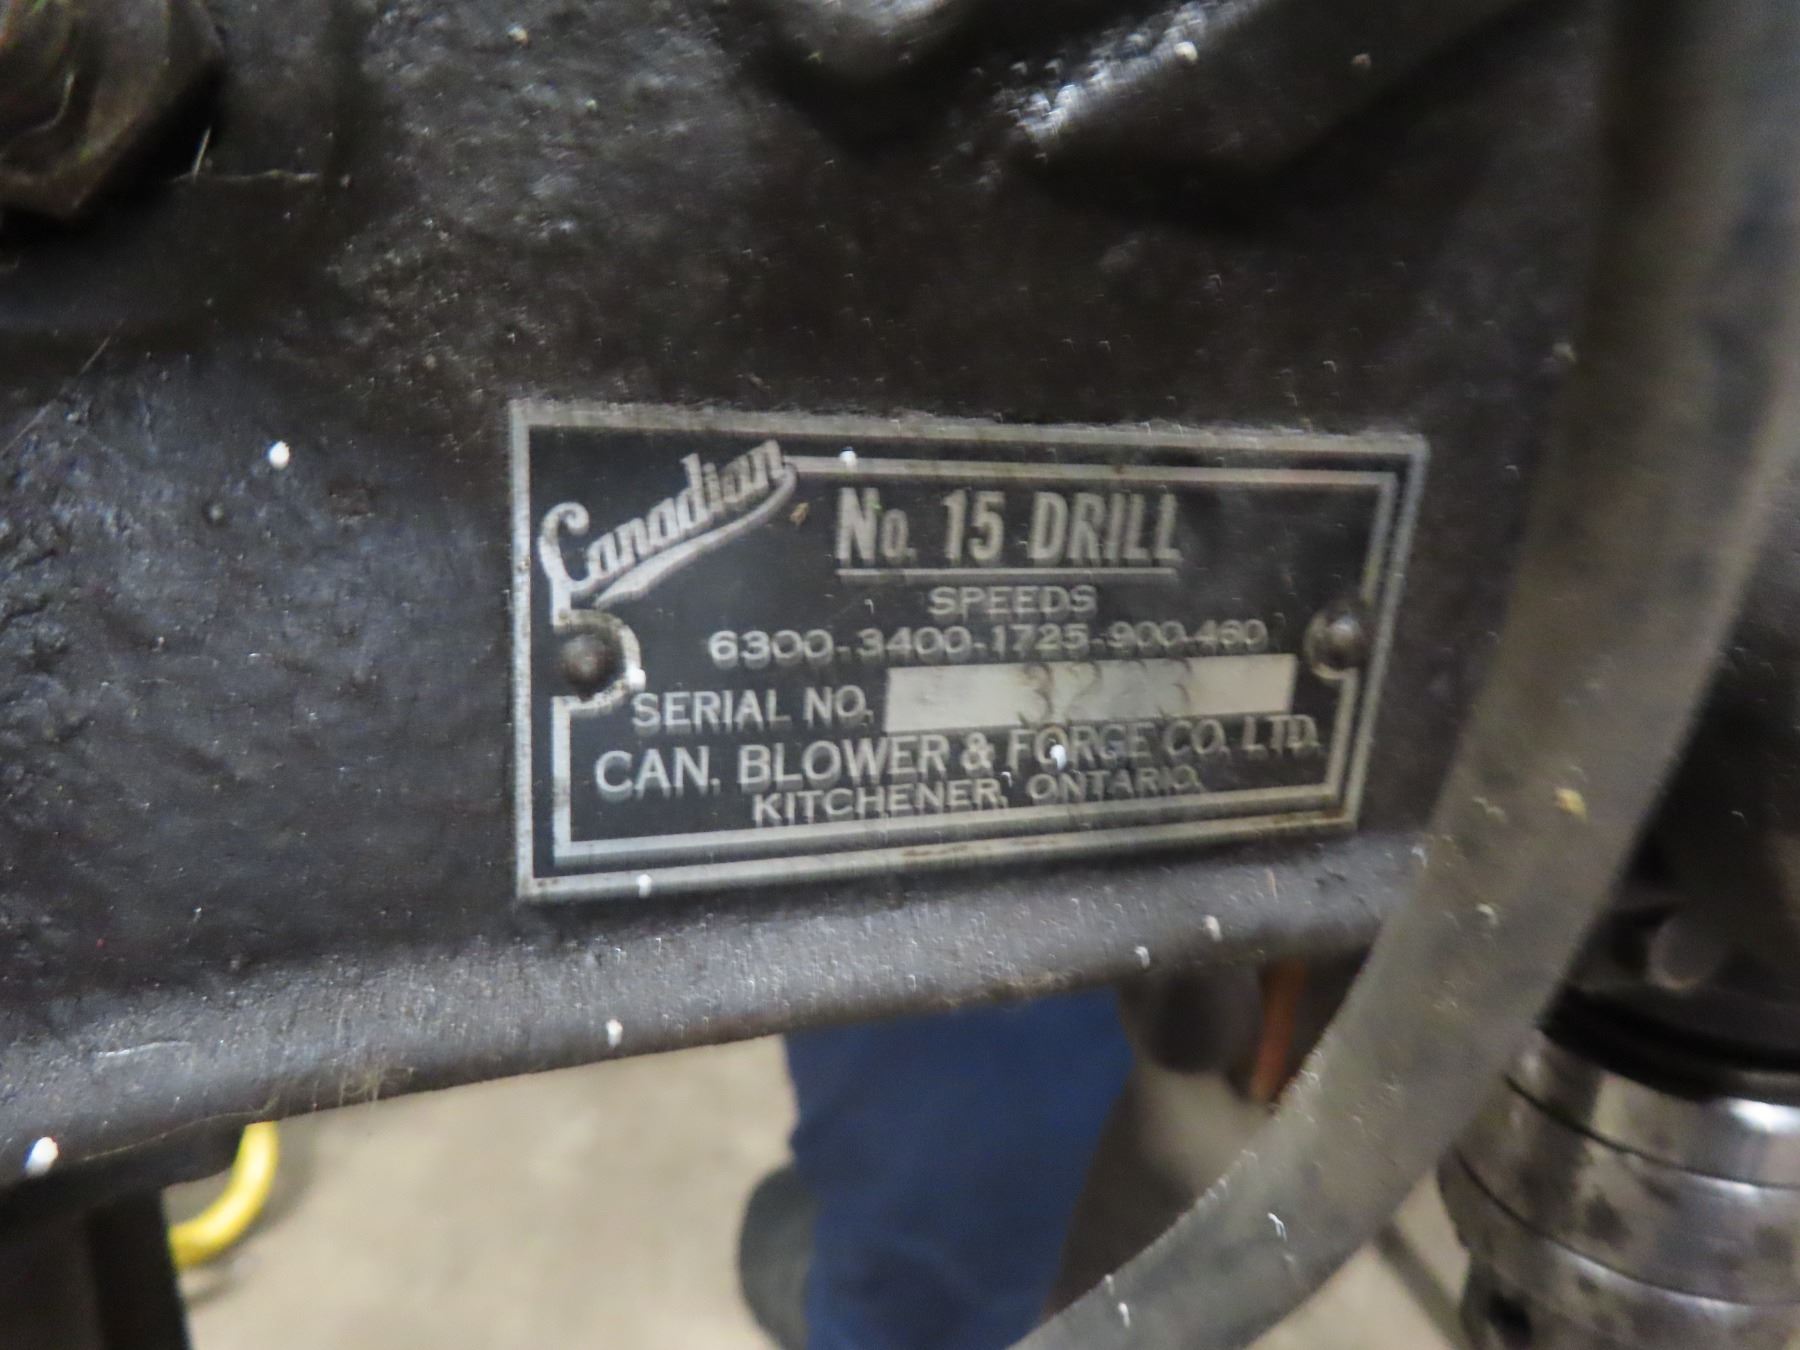 Canadian
No. 15 DRILL
SPEEDS
6300-3400-1725-900-460
SERIAL NO.
CAN. BLOWER & FORGE CO. LTD.
KITCHENER, ONTARIO.